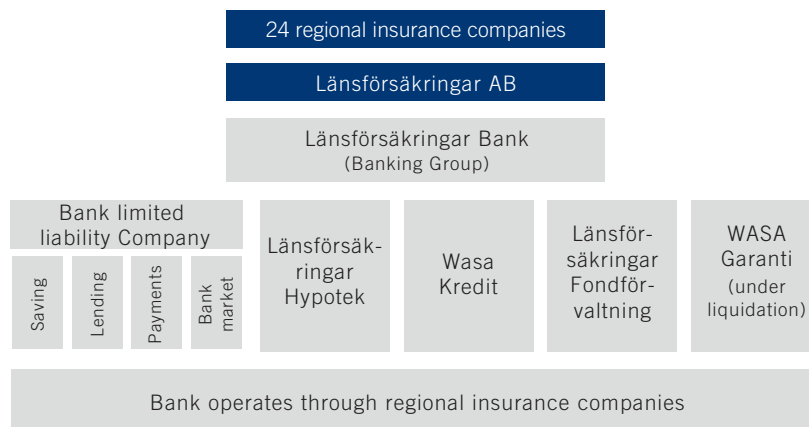 24 regional insurance companies
Länsförsäkringar AB
Länsförsäkringar Bank
(Banking Group)
Bank limited
liability Company
Saving
Lending
Payments
Bank
market
Länsförsäk-
ringar
Hypotek
Wasa
Kredit
Länsför-
säkringar
Fondför-
valtning
WASA
Garanti
(under
liquidation)
Bank operates through regional insurance companies